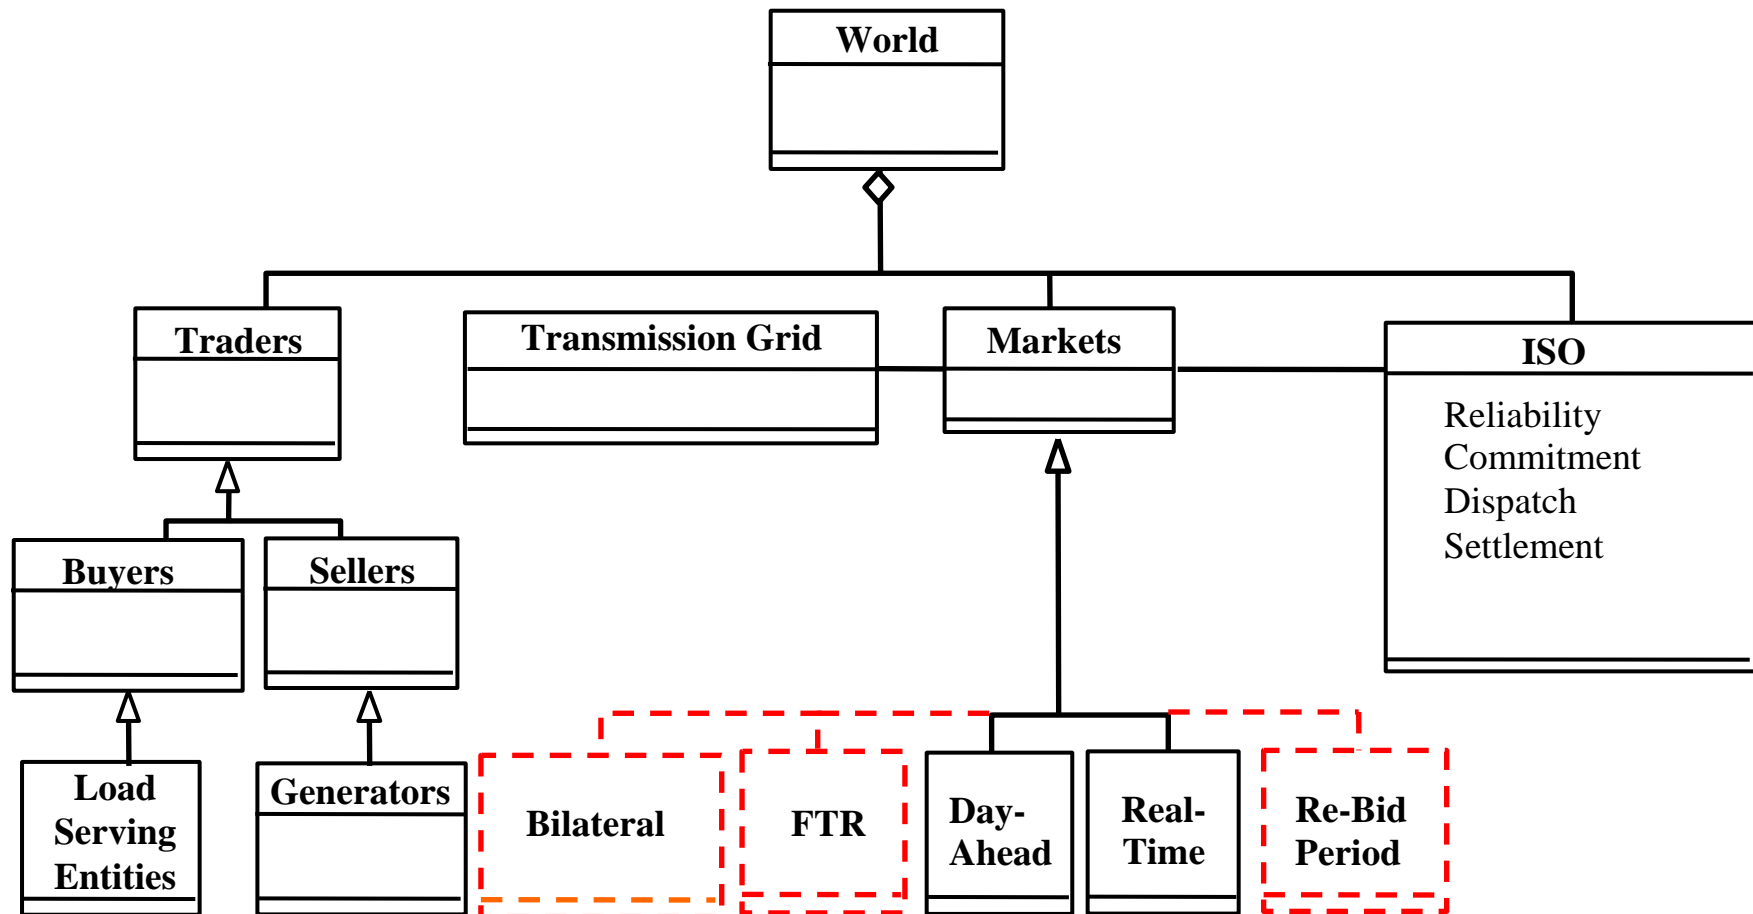 World
Traders
Transmission Grid
Markets
ISO
Reliability
Commitment
Dispatch
Settlement
Buyers
Sellers
Load
Serving
Entities
Generators
Bilateral
FTR
Day-
Ahead
Real-
Time
Re-Bid
Period